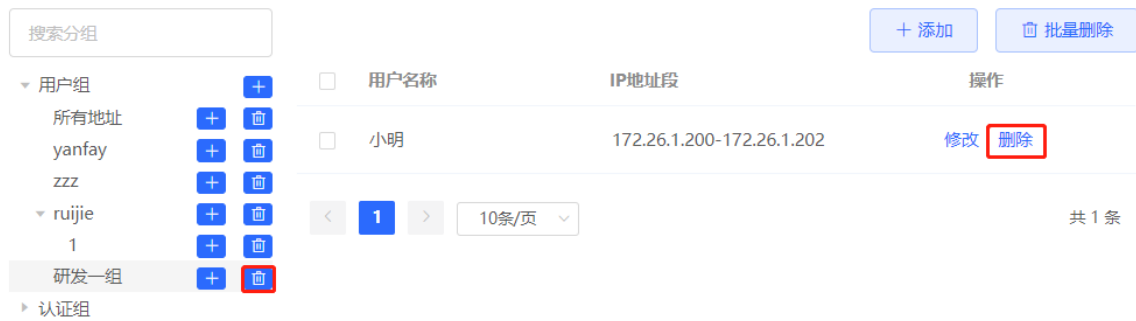 搜索分组
用户组
所有地址
yanfay
zzz
ruijie
1
研发一组
认证组
添加 批量删除
用户名称 IP地址段 操作
小明 172.26.1.200-172.26.1.202 修改 删除
1 10条/页 共 1 条